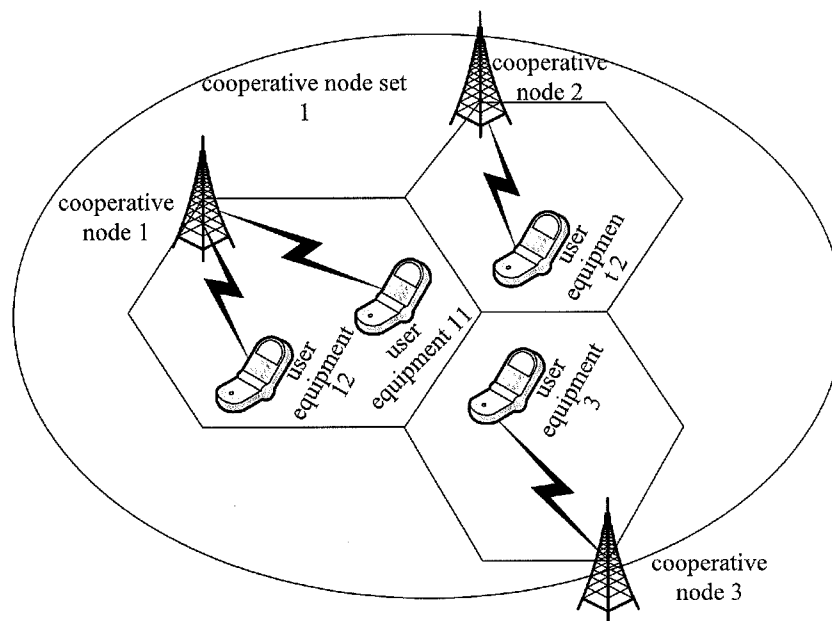 cooperative node set
1
cooperative
node 2
cooperative
node 1
user
equipmen
t 2
user
equipment 11
user
equipment
12
user
equipment
3
cooperative
node 3